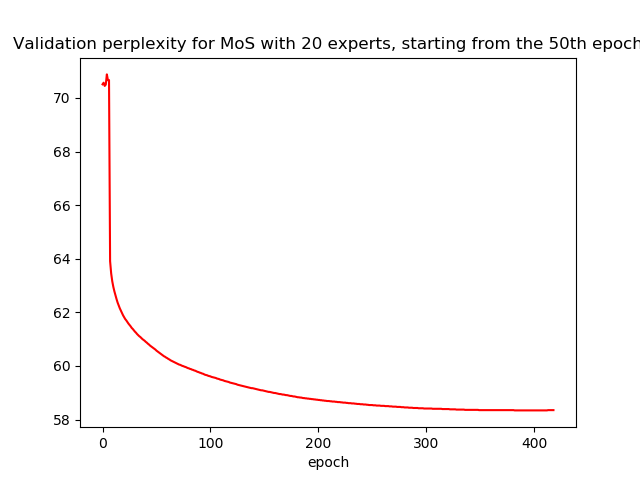 Validation perplexity for MoS with 20 experts, starting from the 50th epoch
70
68
66
64
62
60
58
0 100 200 300 400
epoch